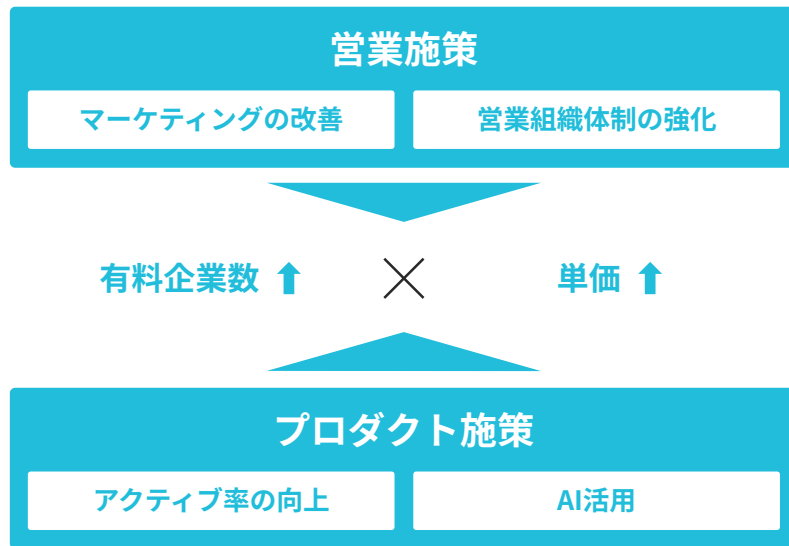 営業施策
マーケティングの改善
営業組織体制の強化
有料企業数
単価
プロダクト施策
アクティブ率の向上
AI活用